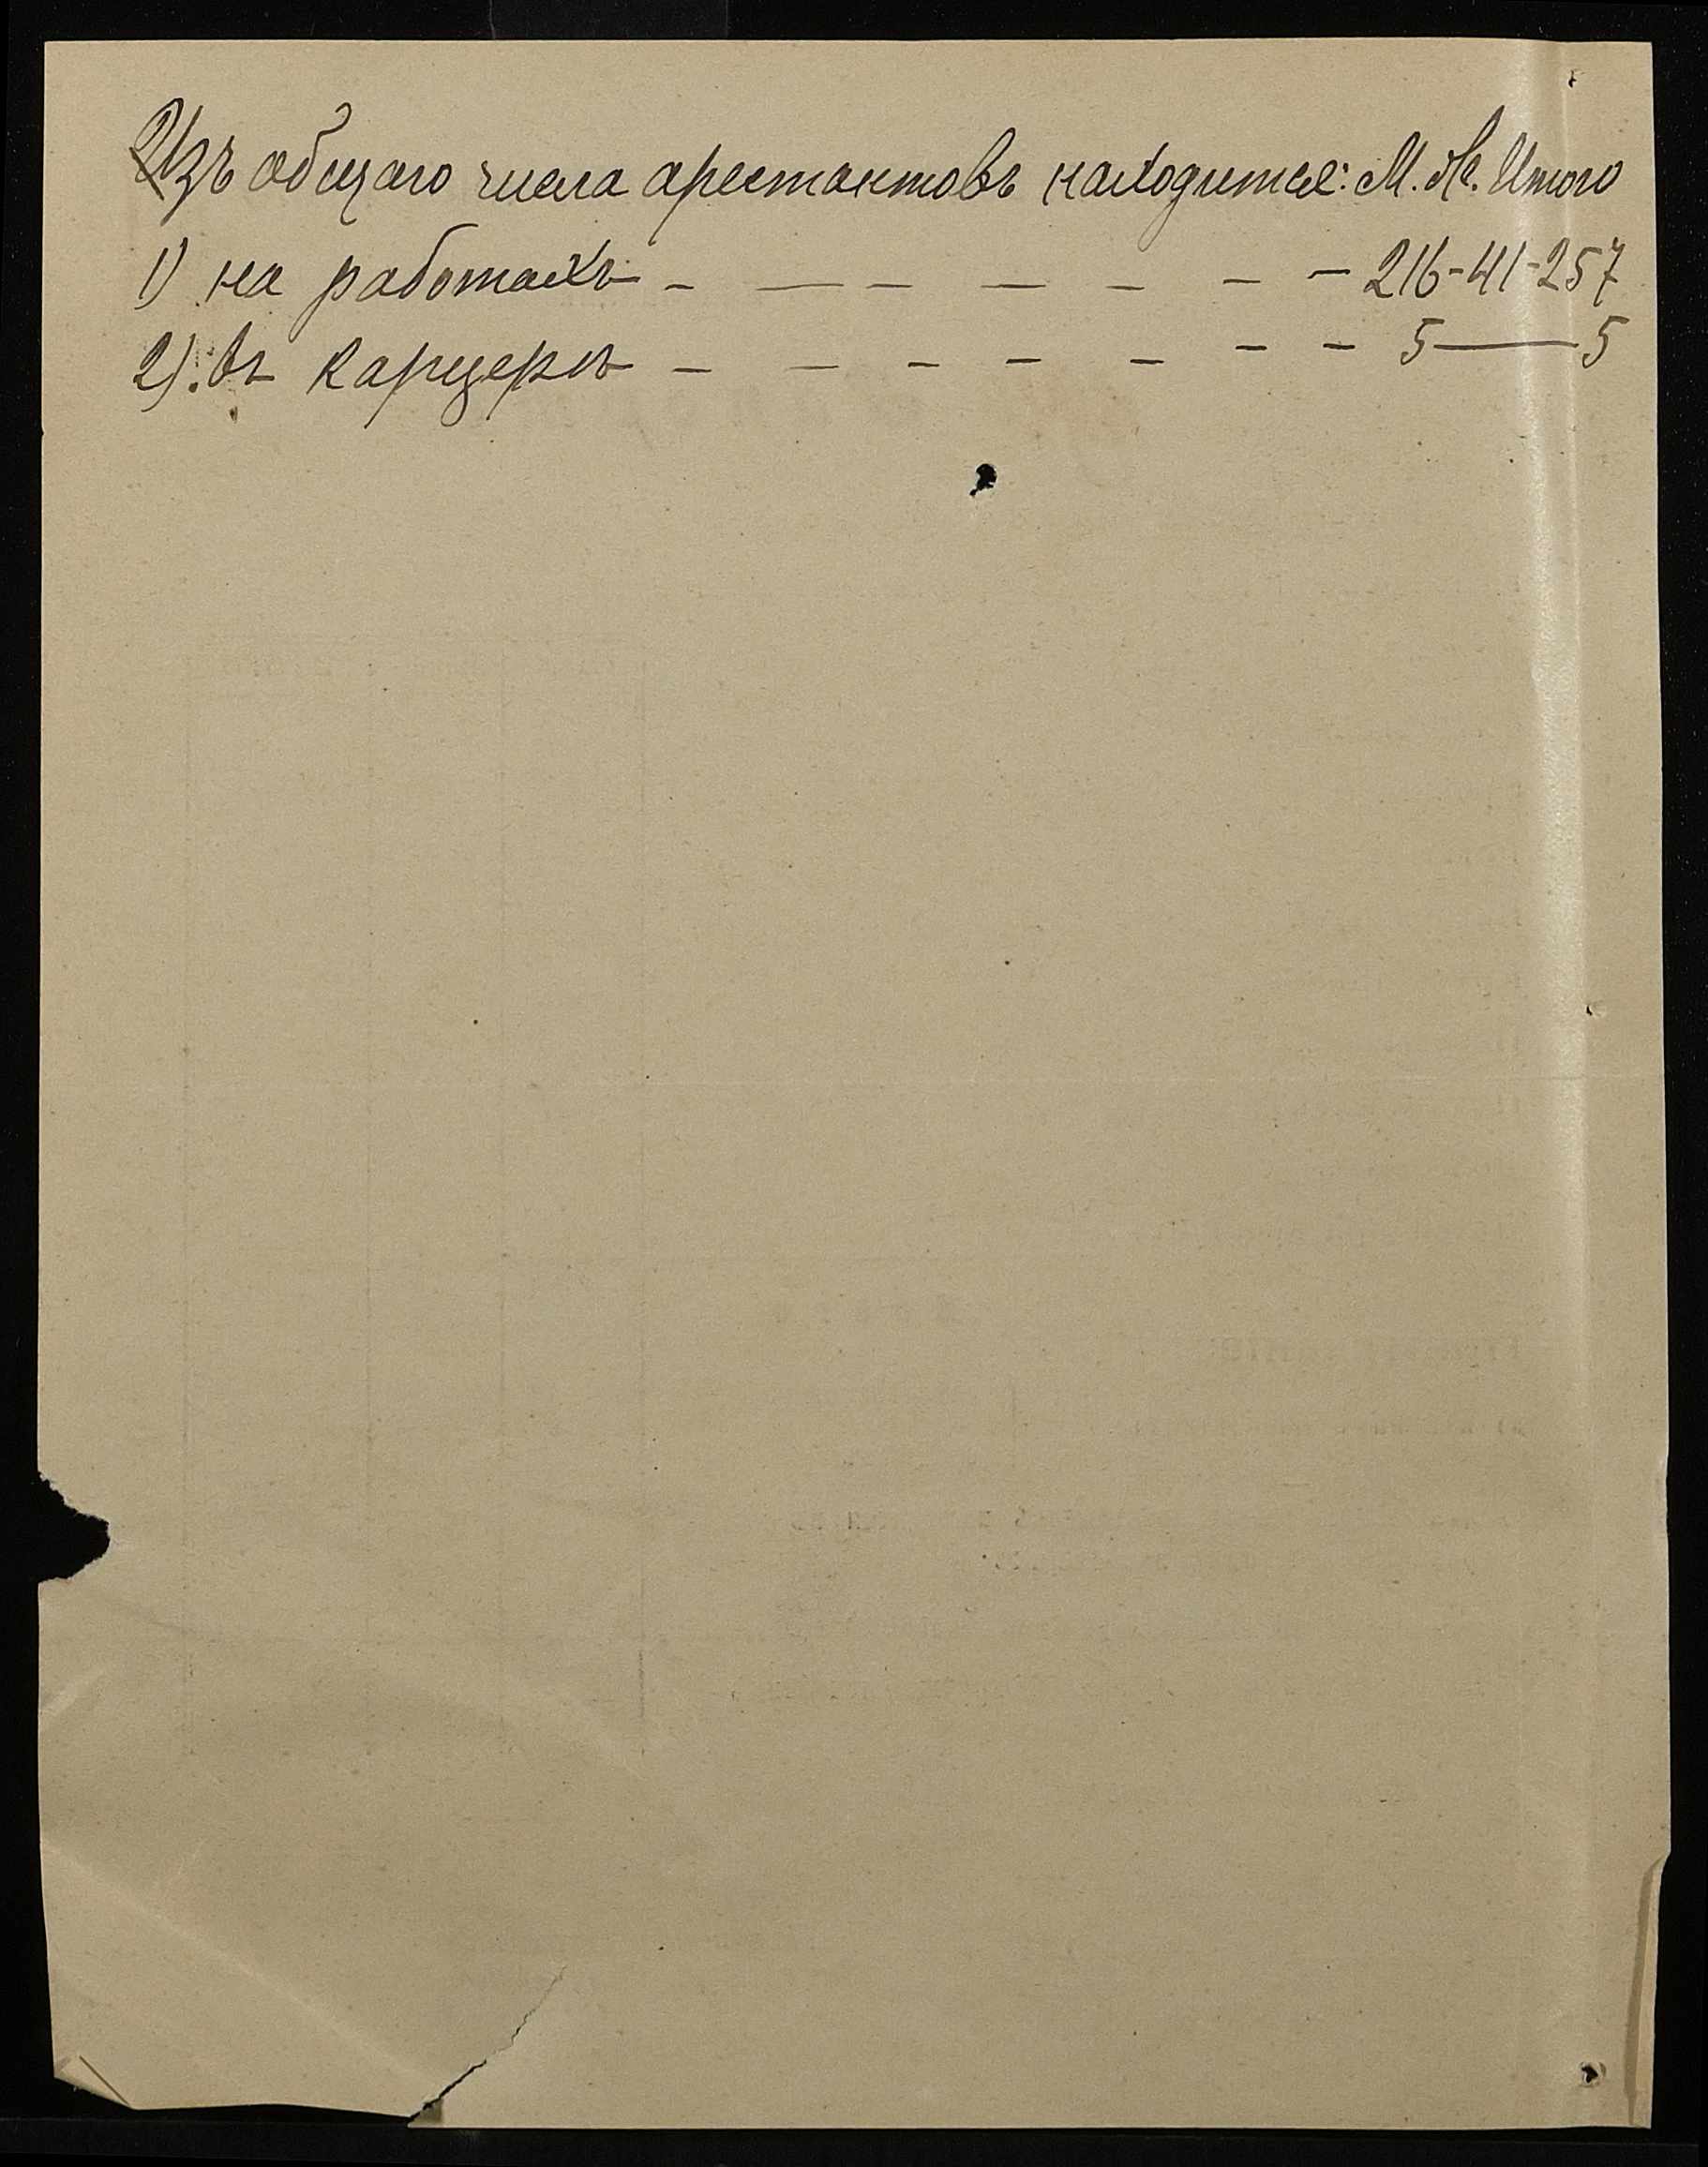 Изъ общаго числа арестантовъ находится: М. Ж. Итого
1) на работахъ - — - - - - - 216-41-257
2). въ карцерѣ - - - - - - - 5 — 5